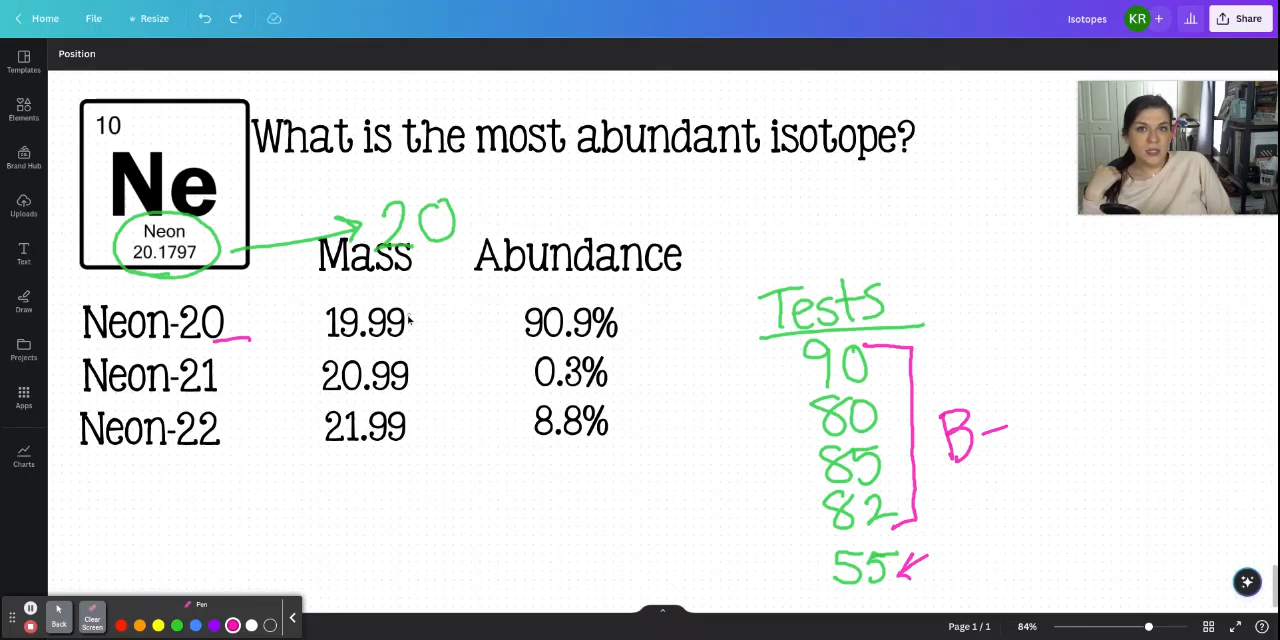 Home File Resize Isotopes KR + Share
Position
Templates
Elements
Brand Hub
Uploads
Text
Draw
Projects
Apps
Charts
10
Ne
Neon
20.1797
What is the most abundant isotope?
20
Mass Abundance
Neon-20 19.99 90.9%
Neon-21 20.99 0.3%
Neon-22 21.99 8.8%
Tests
90
80
85
82
55
B-
Pen
Back
Clear
Screen
Page 1 / 1 84%